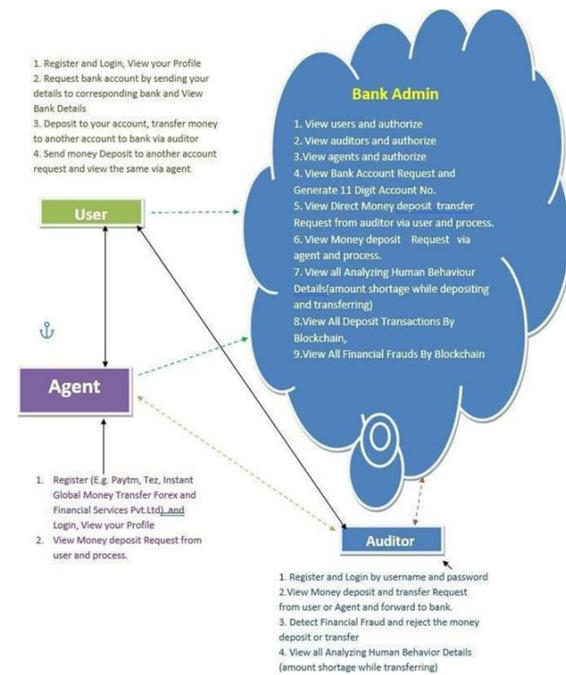 1. Register and Login, View your Profile
2. Request bank account by sending your
details to corresponding bank and View
Bank Details
3. Deposit to your account, transfer money
to another account to bank via auditor
4. Send money Deposit to another account
request and view the same via agent
User
Bank Admin
1. View users and authorize
2. View auditors and authorize
3.View agents and authorize
4. View Bank Account Request and
Generate 11 Digit Account No.
5. View Direct Money deposit transfer
Request from auditor via user and process.
6. View Money deposit Request via
agent and process.
7. View all Analyzing Human Behaviour
Details(amount shortage while depositing
and transferring)
8.View All Deposit Transactions By
Blockchain,
9.View All Financial Frauds By Blockchain
Agent
1. Register (E.g. Paytm, Tez, Instant
Global Money Transfer Forex and
Financial Services Pvt.Ltd) and
Login, View your Profile
2. View Money deposit Request from
user and process.
Auditor
1. Register and Login by username and password
2.View Money deposit and transfer Request
from user or Agent and forward to bank.
3. Detect Financial Fraud and reject the money
deposit or transfer
4. View all Analyzing Human Behavior Details
(amount shortage while transferring)